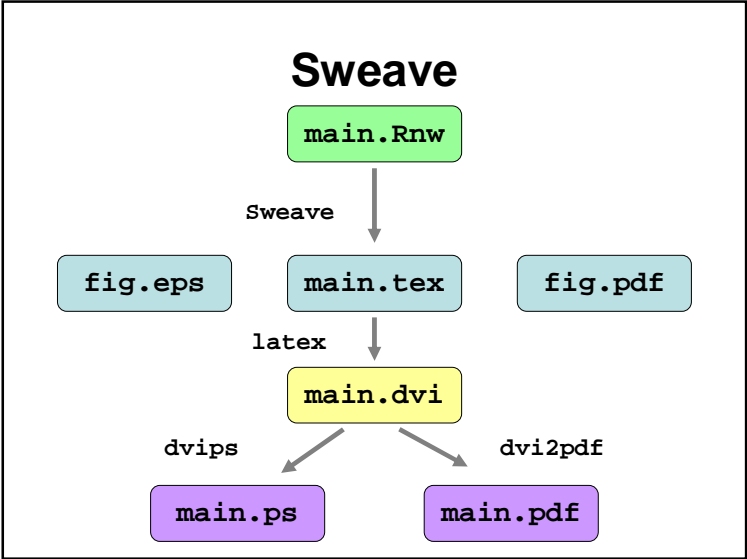 Sweave
main.Rnw
Sweave
fig.eps main.tex fig.pdf
latex
main.dvi
dvips dvi2pdf
main.ps main.pdf